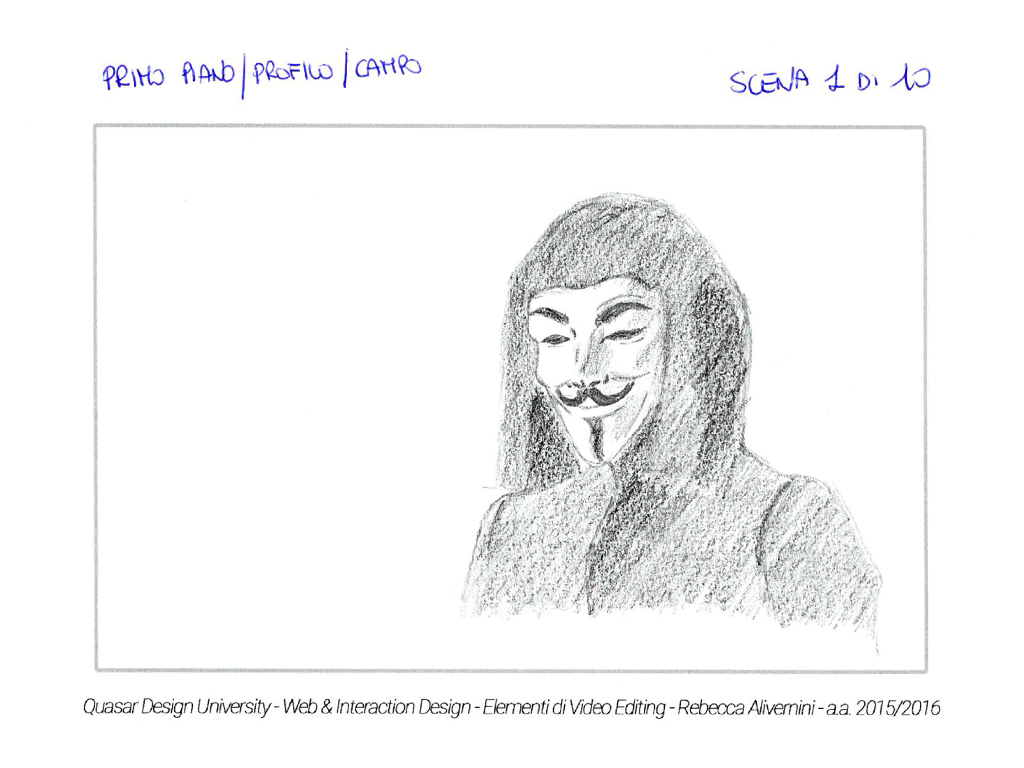 PRIMO PIANO/PROFILO/CAMPO
SCENA 1 DI 10
Quasar Design University - Web & Interaction Design - Elementi di Video Editing - Rebecca Alivernini - a.a. 2015/2016